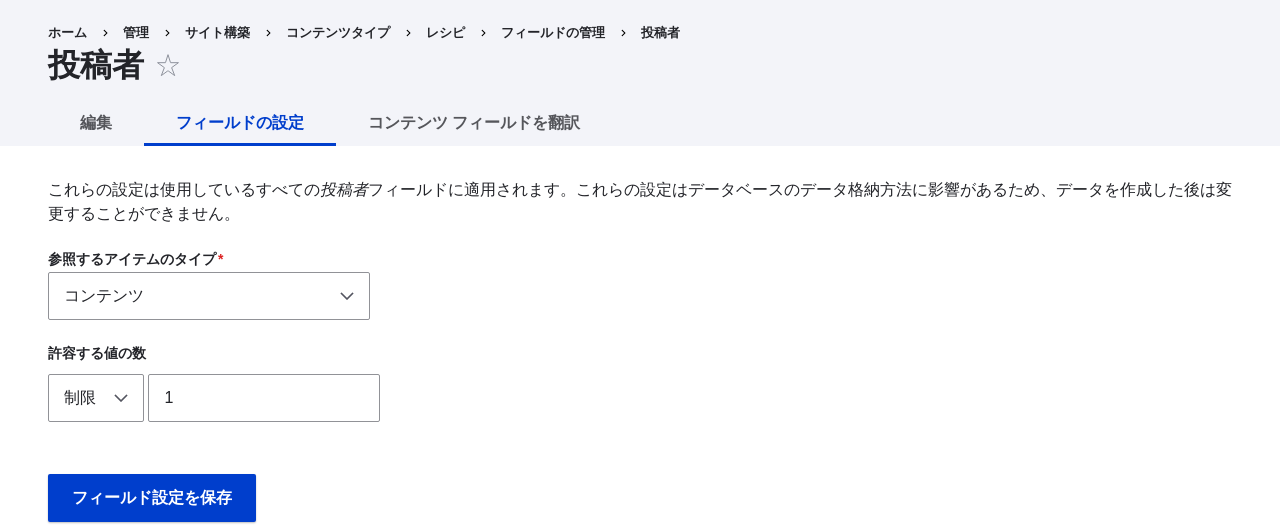 ホーム 管理 サイト構築 コンテンツタイプ レシピ フィールドの管理 投稿者
投稿者
編集 フィールドの設定 コンテンツ フィールドを翻訳
これらの設定は使用しているすべての投稿者フィールドに適用されます。これらの設定はデータベースのデータ格納方法に影響があるため、データを作成した後は変
更することができません。
参照するアイテムのタイプ*
コンテンツ
許容する値の数
制限 1
フィールド設定を保存